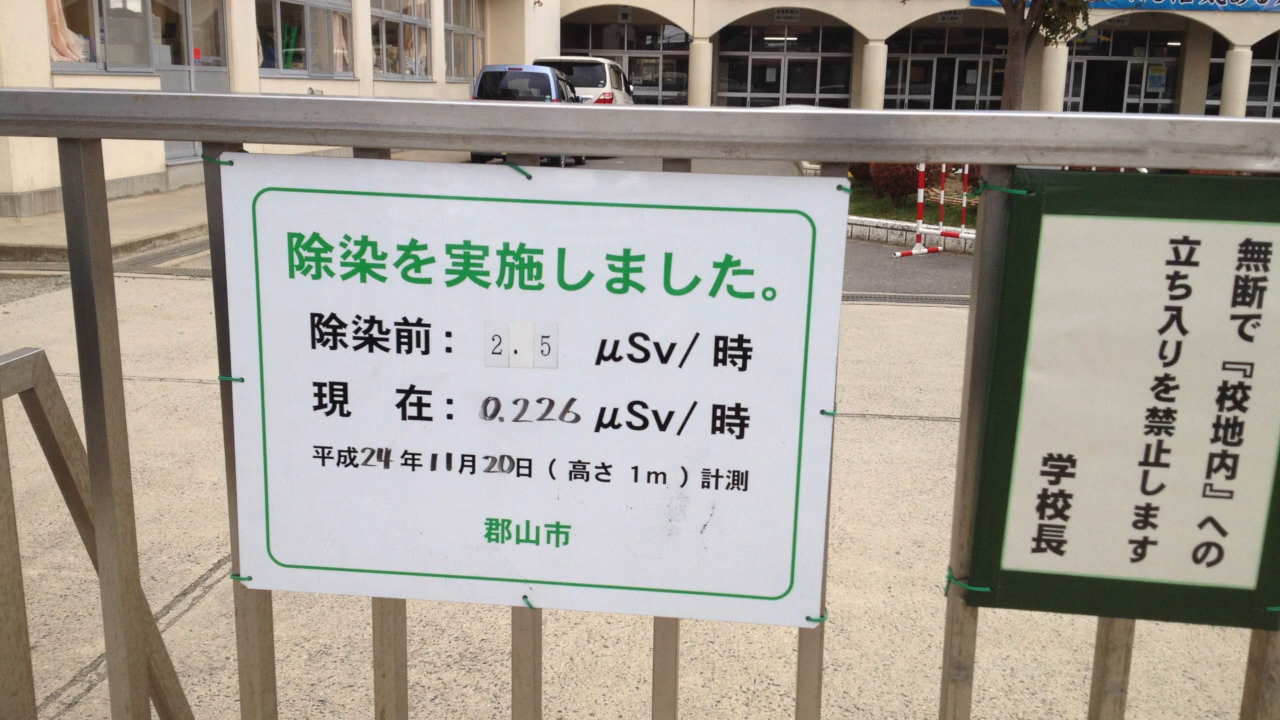 除染を実施しました。
除染前： 2.5 μSv/時
現 在： 0.226 μSv/時
平成24年11月20日（高さ 1m）計測
郡山市
無断で『校地内』への
立ち入りを禁止します
学校長